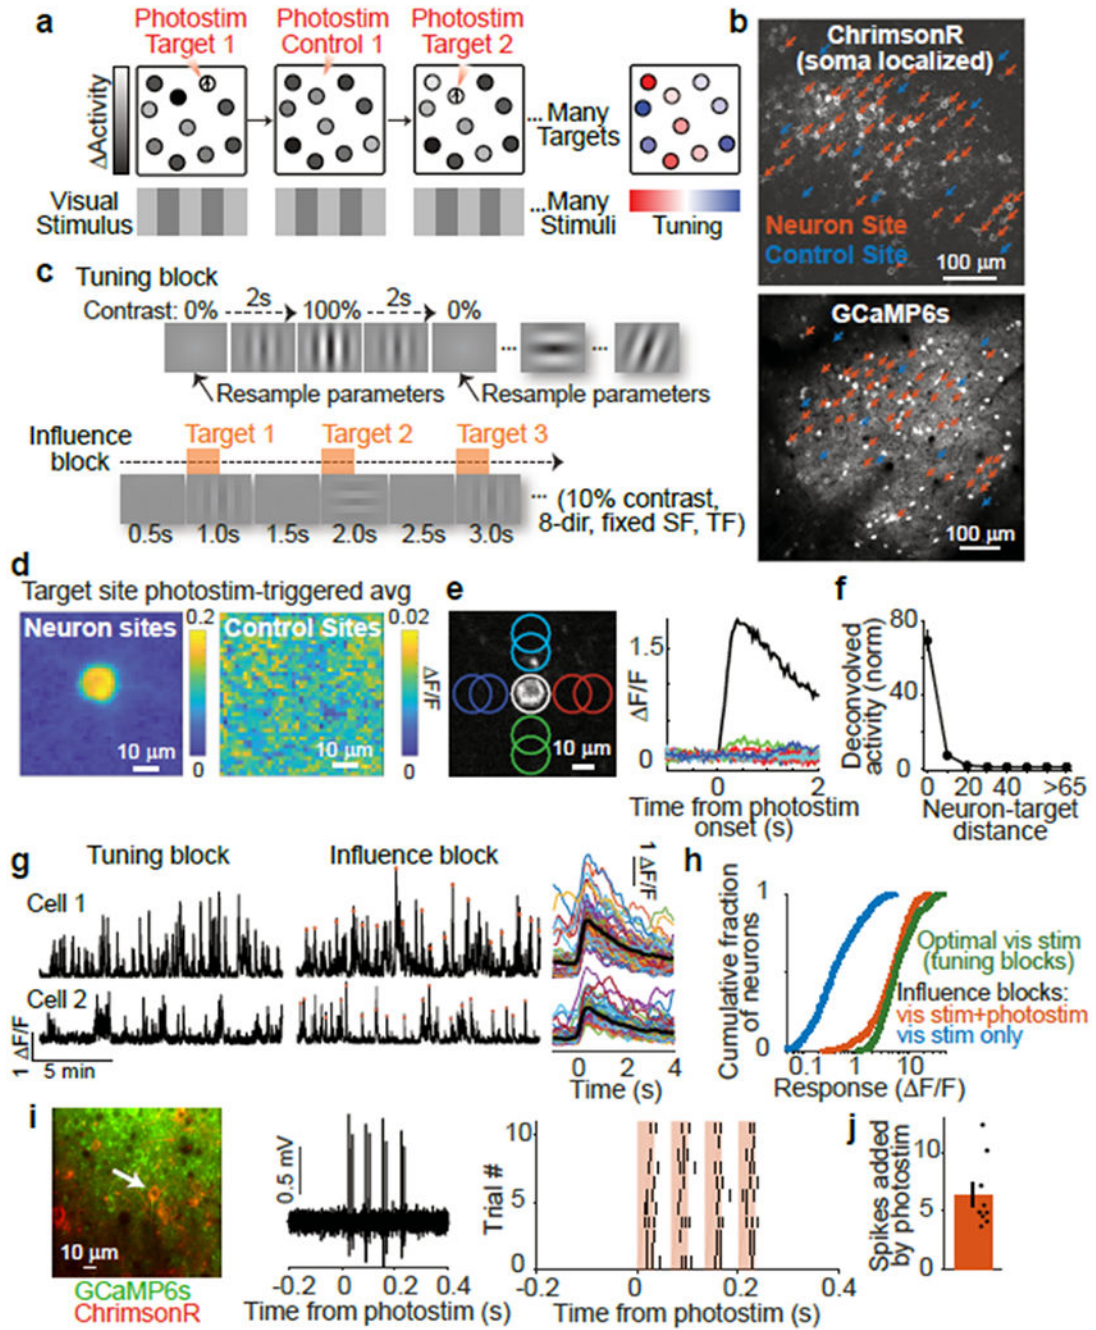 a
Photostim
Target 1
Photostim
Control 1
Photostim
Target 2
ΔActivity
...Many
Targets
Visual
Stimulus
...Many
Stimuli
Tuning
b
ChrimsonR
(soma localized)
Neuron Site
Control Site
100 μm
GCaMP6s
100 μm
c
Tuning block
Contrast: 0% 2s 100% 2s 0%
... ...
Resample parameters Resample parameters
Influence
block
Target 1 Target 2 Target 3
... (10% contrast,
8-dir, fixed SF, TF)
0.5s 1.0s 1.5s 2.0s 2.5s 3.0s
d
Target site photostim-triggered avg
Neuron sites
10 μm
0.2
0
Control Sites
10 μm
0.02
0
ΔF/F
e
10 μm
ΔF/F
1.5
0
0 2
Time from photostim
onset (s)
f
Deconvolved
activity (norm)
80
40
0
0 20 40 >65
Neuron-target
distance
g
Tuning block Influence block
Cell 1
Cell 2
1 ΔF/F
5 min
1 ΔF/F
0 2 4
Time (s)
h
Cumulative fraction
of neurons
1
0
0.1 1 10
Response (ΔF/F)
Optimal vis stim
(tuning blocks)
Influence blocks:
vis stim+photostim
vis stim only
i
10 μm
GCaMP6s
ChrimsonR
0.5 mV
-0.2 0 0.2 0.4
Time from photostim (s)
Trial #
10
5
0
-0.2 0 0.2 0.4
Time from photostim (s)
j
Spikes added
by photostim
10
5
0